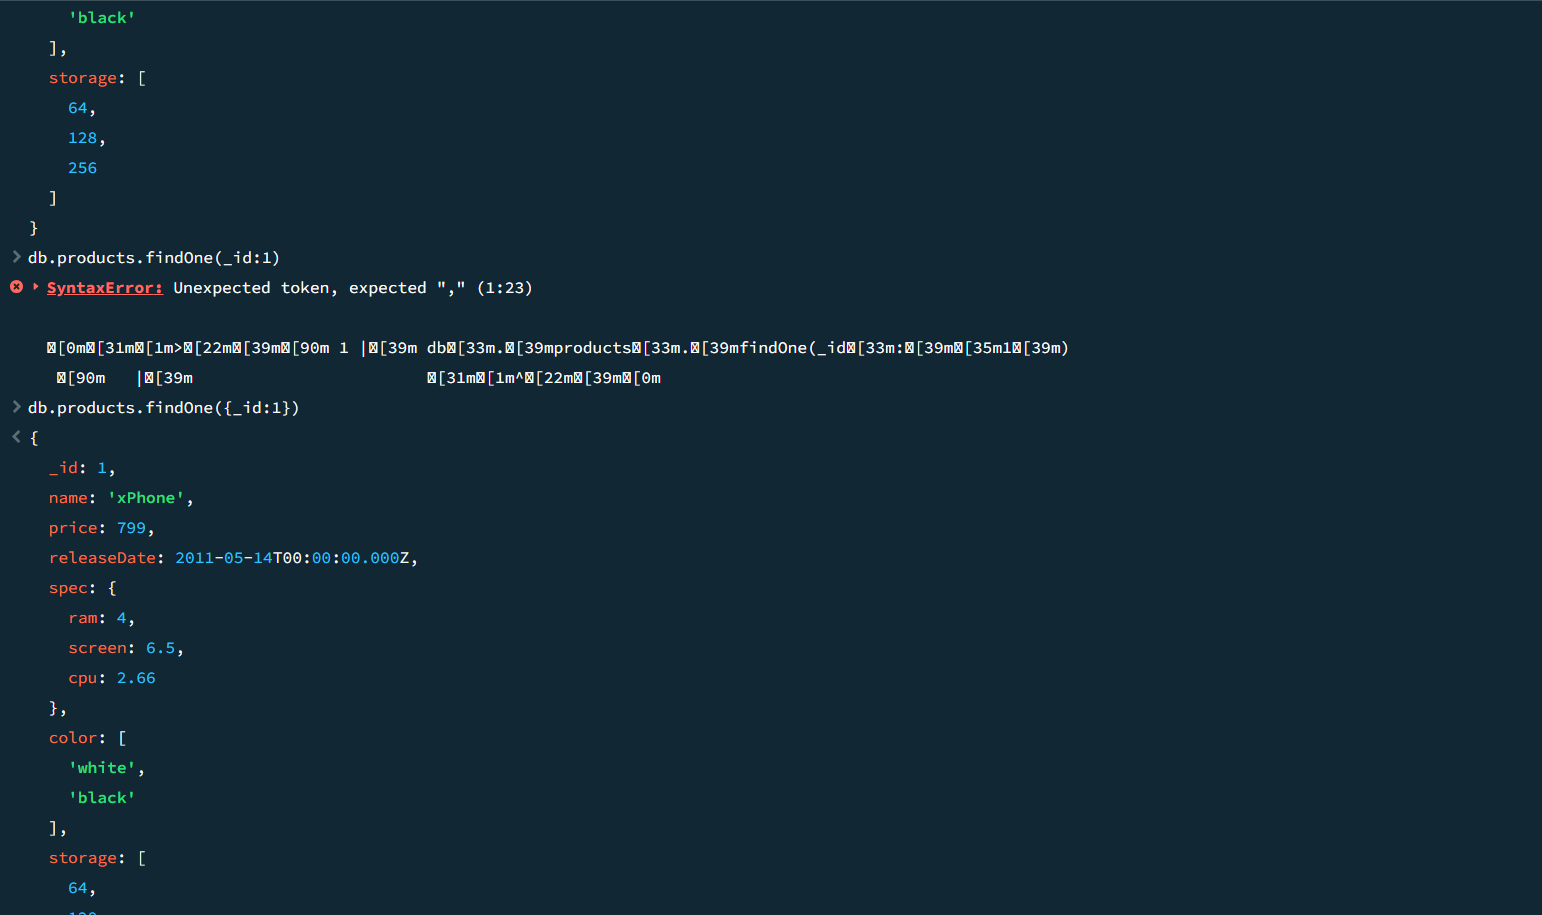 'black'
],
storage: [
64,
128,
256
]
}
db.products.findOne(_id:1)
SyntaxError: Unexpected token, expected "," (1:23)
�[0m�[31m�[1m>�[22m�[39m�[90m 1 |�[39m db�[33m.�[39mproducts�[33m.�[39mfindOne(_id�[33m:�[39m�[35m1�[39m)
�[90m   |�[39m                        �[31m�[1m^�[22m�[39m�[0m
db.products.findOne({_id:1})
{
_id: 1,
name: 'xPhone',
price: 799,
releaseDate: 2011-05-14T00:00:00.000Z,
spec: {
ram: 4,
screen: 6.5,
cpu: 2.66
},
color: [
'white',
'black'
],
storage: [
64,